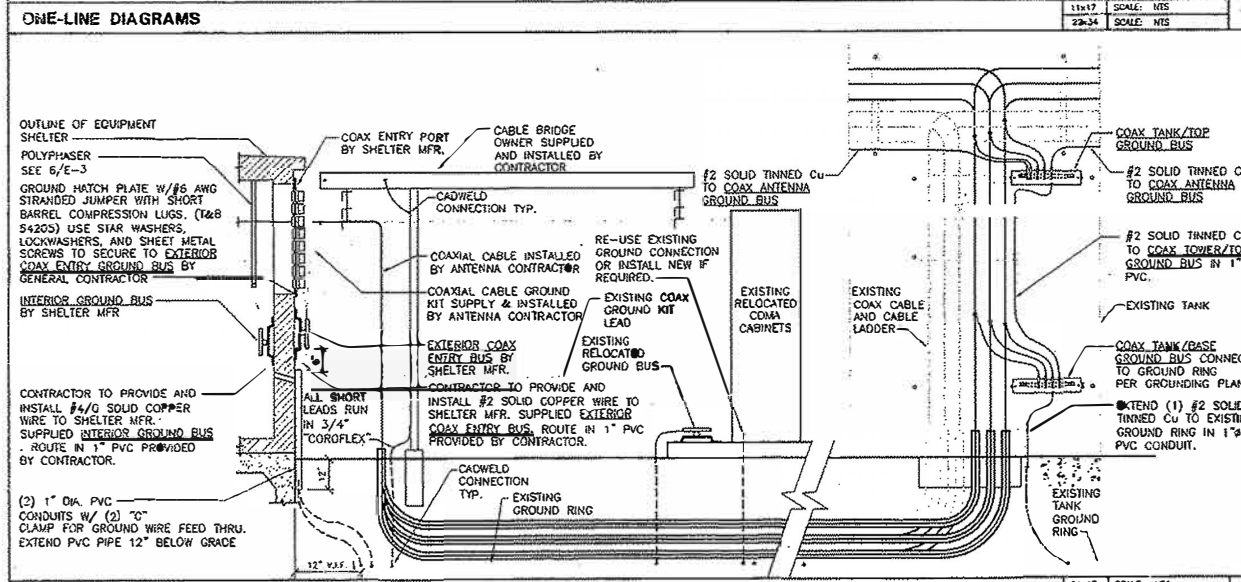 ONE-LINE DIAGRAMS
11x17 SCALE: NTS
22x34 SCALE: NTS
OUTLINE OF EQUIPMENT
SHELTER
POLYPHASER
SEE 6/E-3
GROUND HATCH PLATE W/#6 AWG
STRANDED JUMPER WITH SHORT
BARREL COMPRESSION LUGS. (T&B
54205) USE STAR WASHERS,
LOCKWASHERS, AND SHEET METAL
SCREWS TO SECURE TO EXTERIOR
COAX ENTRY GROUND BUS BY
GENERAL CONTRACTOR
INTERIOR GROUND BUS
BY SHELTER MFR
CONTRACTOR TO PROVIDE AND
INSTALL #4/0 SOLID COPPER
WIRE TO SHELTER MFR.
SUPPLIED INTERIOR GROUND BUS
. ROUTE IN 1" PVC PROVIDED
BY CONTRACTOR.
(2) 1" DIA. PVC
CONDUITS W/ (2) "C"
CLAMP FOR GROUND WIRE FEED THRU.
EXTEND PVC PIPE 12" BELOW GRADE
COAX ENTRY PORT
BY SHELTER MFR.
CABLE BRIDGE
OWNER SUPPLIED
AND INSTALLED BY
CONTRACTOR
CADWELD
CONNECTION TYP.
COAXIAL CABLE INSTALLED
BY ANTENNA CONTRACTOR
COAXIAL CABLE GROUND
KIT SUPPLY & INSTALLED
BY ANTENNA CONTRACTOR
EXTERIOR COAX
ENTRY BUS BY
SHELTER MFR.
6"
ALL SHORT
LEADS RUN
IN 3/4"
"COROFLEX"
CONTRACTOR TO PROVIDE AND
INSTALL #2 SOLID COPPER WIRE TO
SHELTER MFR. SUPPLIED EXTERIOR
COAX ENTRY BUS. ROUTE IN 1" PVC
PROVIDED BY CONTRACTOR.
12"
CADWELD
CONNECTION
TYP.
EXISTING
GROUND RING
12" V.I.F.
RE-USE EXISTING
GROUND CONNECTION
OR INSTALL NEW IF
REQUIRED.
EXISTING COAX
GROUND KIT
LEAD
EXISTING
RELOCATED
GROUND BUS
#2 SOLID TINNED Cu
TO COAX ANTENNA
GROUND BUS
EXISTING
RELOCATED
CDMA
CABINETS
EXISTING
COAX CABLE
AND CABLE
LADDER
COAX TANK/TOP
GROUND BUS
#2 SOLID TINNED C
TO COAX ANTENNA
GROUND BUS
#2 SOLID TINNED C
TO COAX TOWER/TO
GROUND BUS IN 1"
PVC.
EXISTING TANK
COAX TANK/BASE
GROUND BUS CONNEC
TO GROUND RING
PER GROUNDING PLAN
EXTEND (1) #2 SOLID
TINNED Cu TO EXISTI
GROUND RING IN 1"ø
PVC CONDUIT.
EXISTING
TANK
GROUND
RING